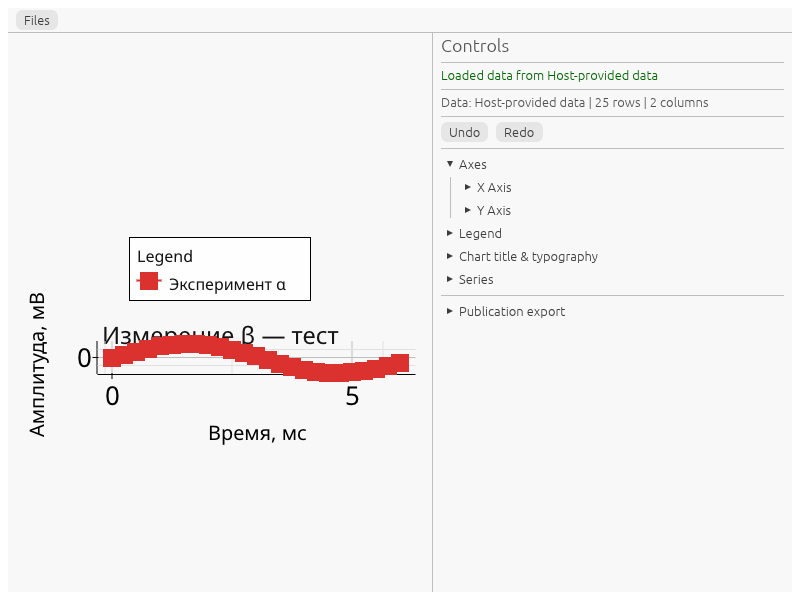 Files
Controls
Loaded data from Host-provided data
Data: Host-provided data | 25 rows | 2 columns
Undo Redo
Axes
X Axis
Y Axis
Legend
Chart title & typography
Series
Publication export
Legend
Эксперимент α
Измерение β — тест
Амплитуда, мВ
0
0 5
Время, мс